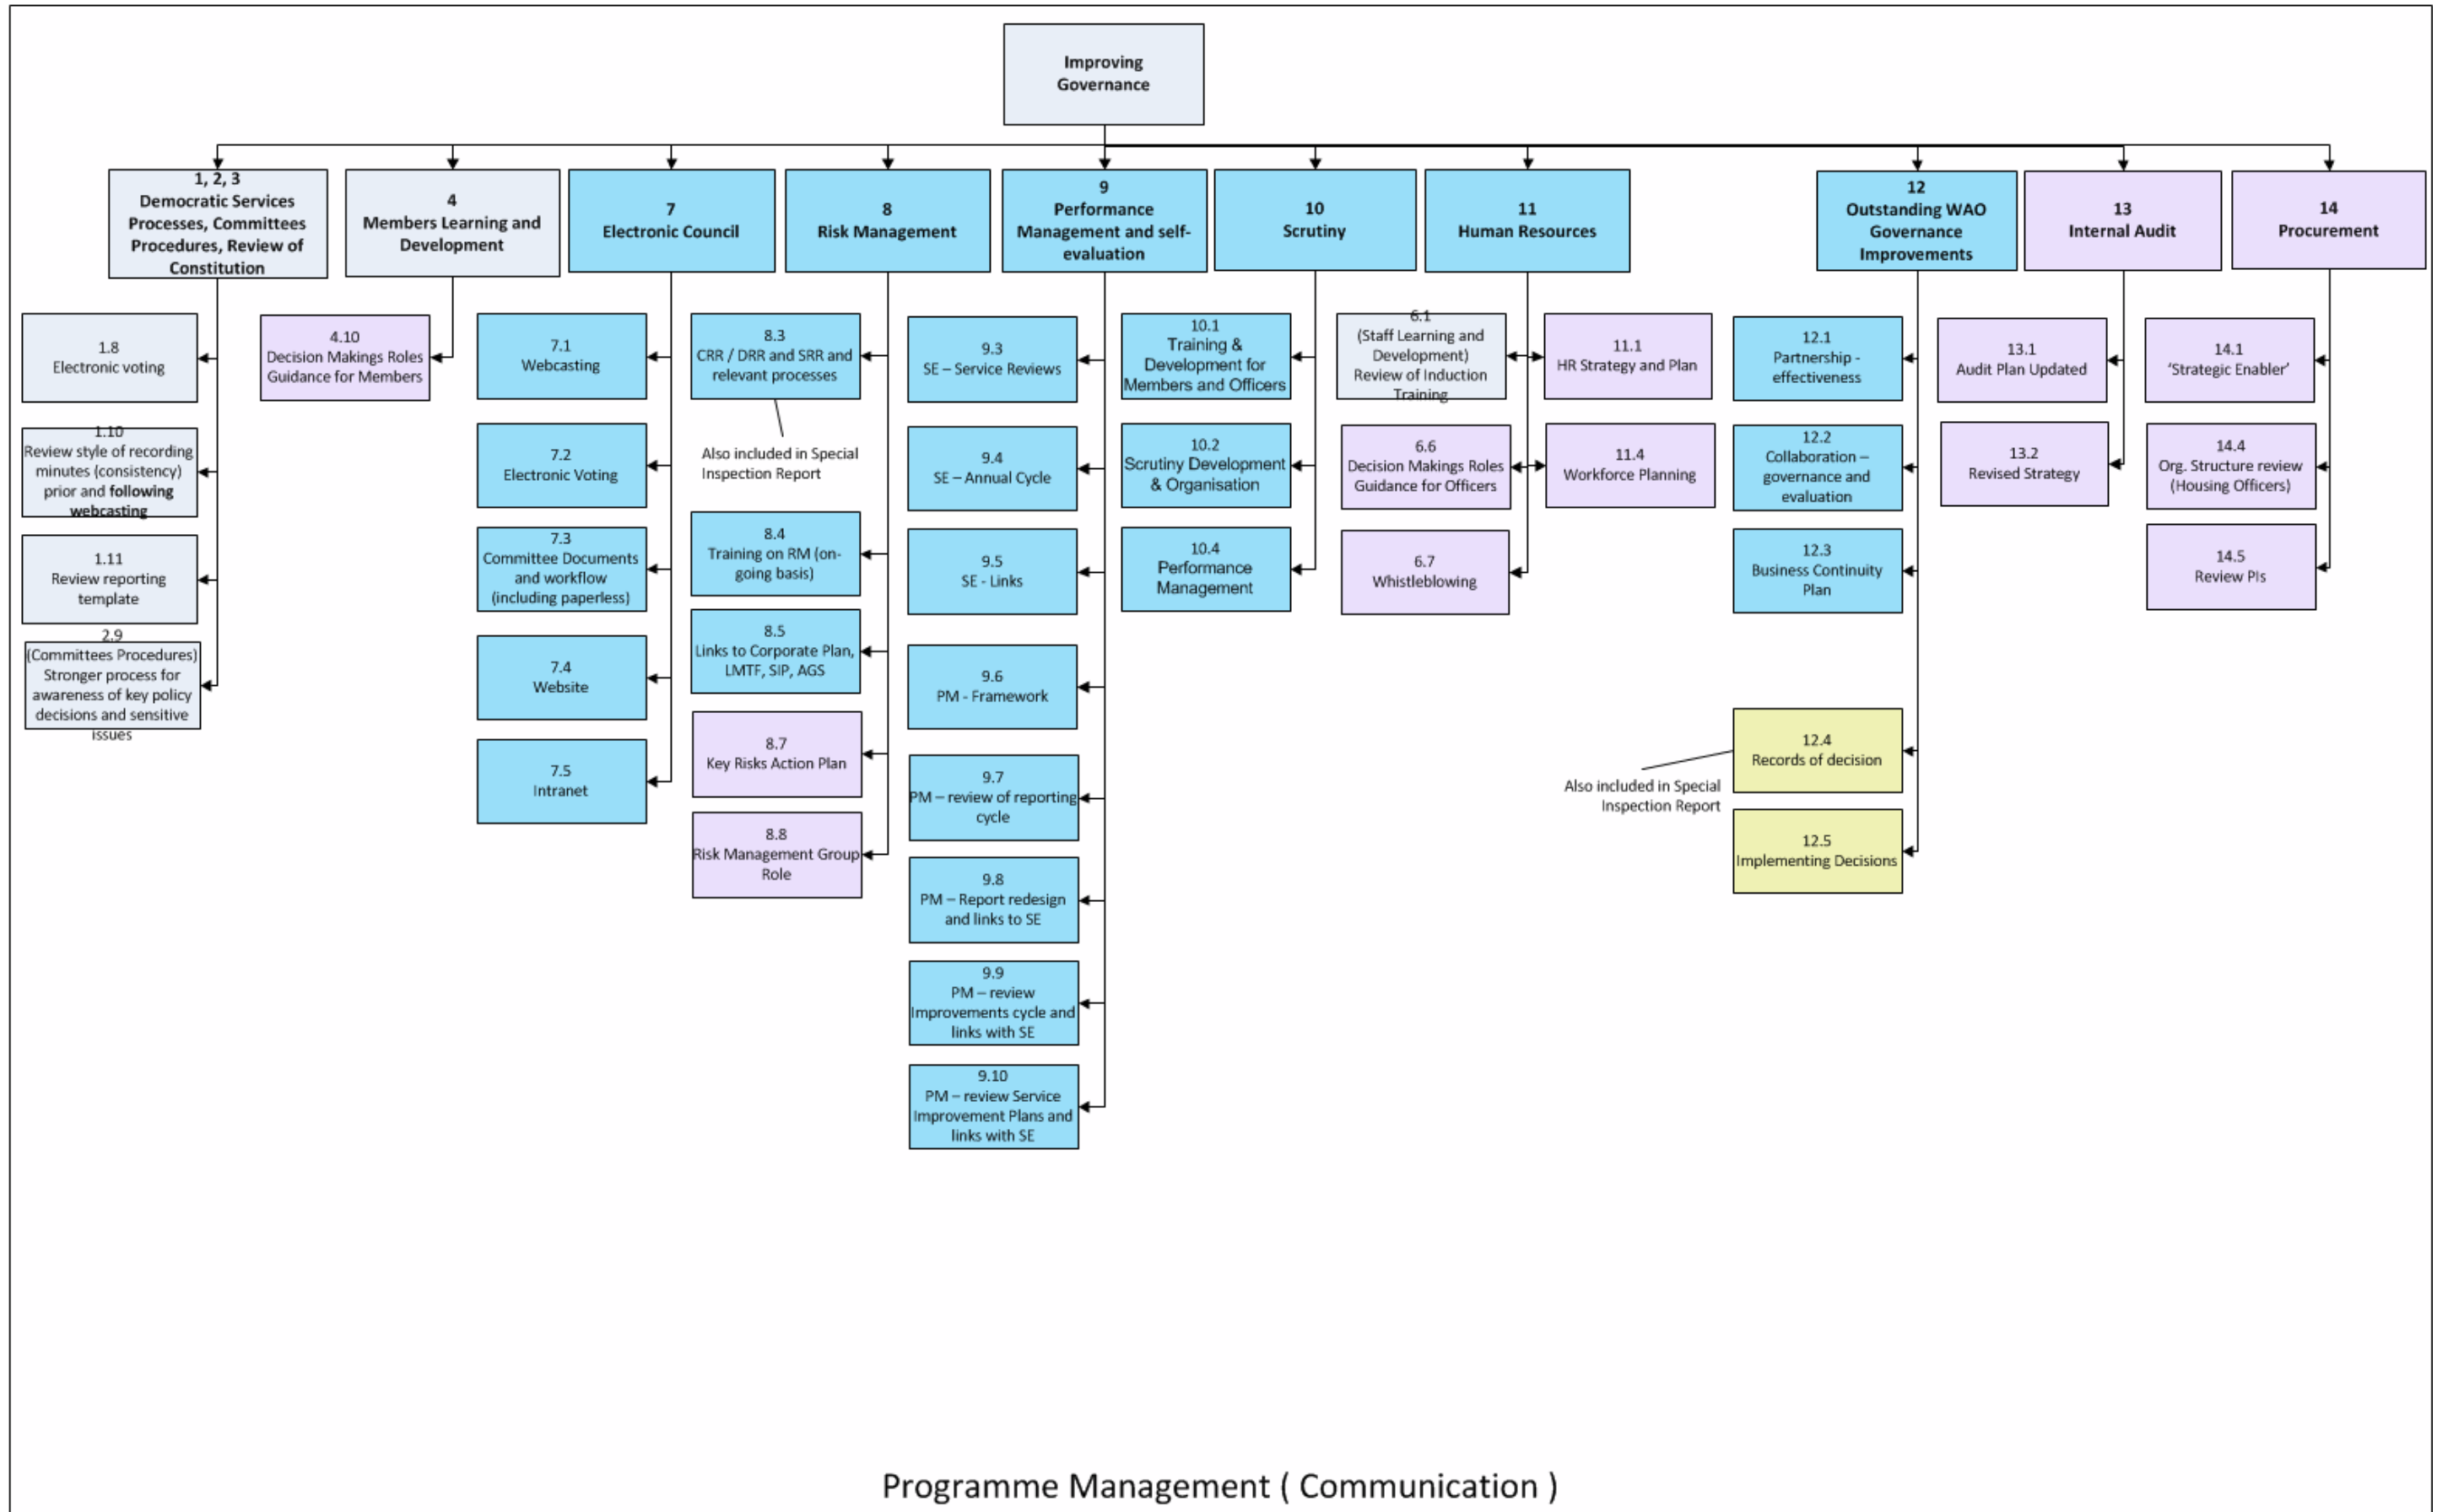 Improving
Governance
1, 2, 3
Democratic Services
Processes, Committees
Procedures, Review of
Constitution
4
Members Learning and
Development
7
Electronic Council
8
Risk Management
9
Performance
Management and self-
evaluation
10
Scrutiny
11
Human Resources
12
Outstanding WAO
Governance
Improvements
13
Internal Audit
14
Procurement
1.8
Electronic voting
1.10
Review style of recording
minutes (consistency)
prior and following
webcasting
1.11
Review reporting
template
2.9
(Committees Procedures)
Stronger process for
awareness of key policy
decisions and sensitive
issues
4.10
Decision Makings Roles
Guidance for Members
7.1
Webcasting
7.2
Electronic Voting
7.3
Committee Documents
and workflow
(including paperless)
7.4
Website
7.5
Intranet
8.3
CRR / DRR and SRR and
relevant processes
Also included in Special
Inspection Report
8.4
Training on RM (on-
going basis)
8.5
Links to Corporate Plan,
LMTF, SIP, AGS
8.7
Key Risks Action Plan
8.8
Risk Management Group
Role
9.3
SE – Service Reviews
9.4
SE – Annual Cycle
9.5
SE - Links
9.6
PM - Framework
9.7
PM – review of reporting
cycle
9.8
PM – Report redesign
and links to SE
9.9
PM – review
Improvements cycle and
links with SE
9.10
PM – review Service
Improvement Plans and
links with SE
10.1
Training &
Development for
Members and Officers
10.2
Scrutiny Development
& Organisation
10.4
Performance
Management
6.1
(Staff Learning and
Development)
Review of Induction
Training
6.6
Decision Makings Roles
Guidance for Officers
6.7
Whistleblowing
11.1
HR Strategy and Plan
11.4
Workforce Planning
12.1
Partnership -
effectiveness
12.2
Collaboration –
governance and
evaluation
12.3
Business Continuity
Plan
12.4
Records of decision
Also included in Special
Inspection Report
12.5
Implementing Decisions
13.1
Audit Plan Updated
13.2
Revised Strategy
14.1
‘Strategic Enabler’
14.4
Org. Structure review
(Housing Officers)
14.5
Review PIs
Programme Management ( Communication )